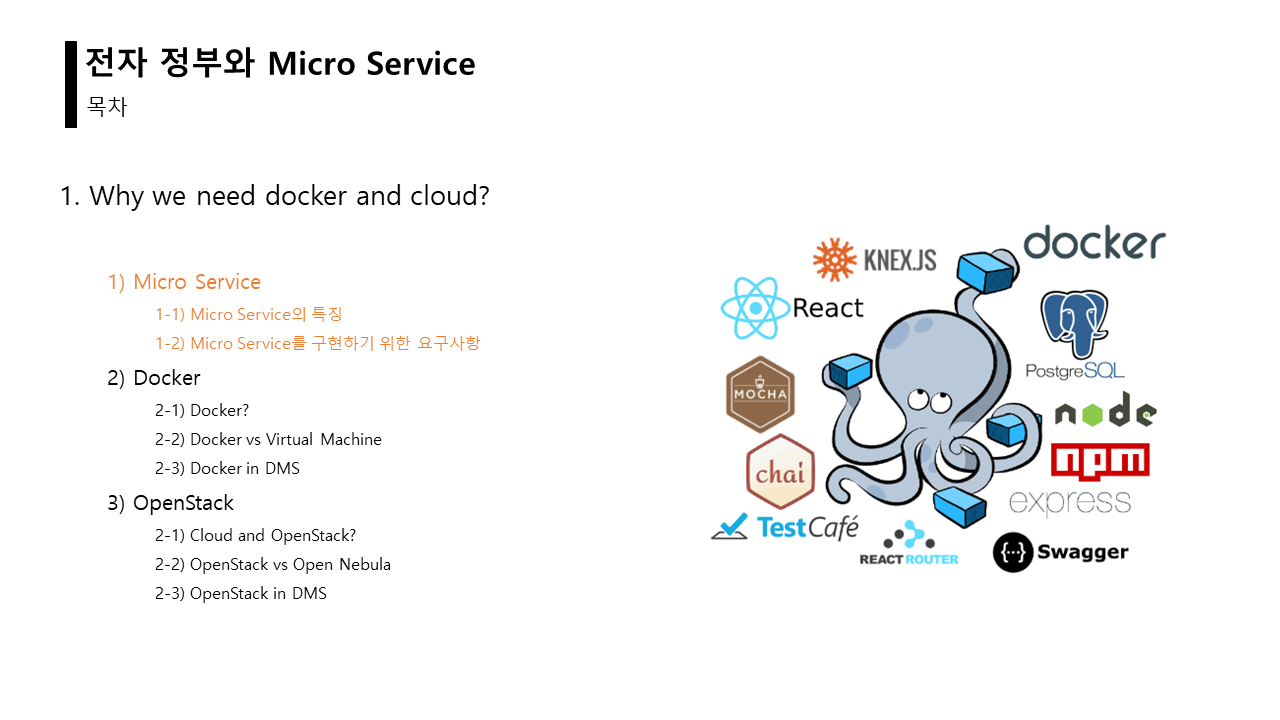 전자 정부와 Micro Service
목차
1. Why we need docker and cloud?
1) Micro Service
1-1) Micro Service의 특징
1-2) Micro Service를 구현하기 위한 요구사항
2) Docker
2-1) Docker?
2-2) Docker vs Virtual Machine
2-3) Docker in DMS
3) OpenStack
2-1) Cloud and OpenStack?
2-2) OpenStack vs Open Nebula
2-3) OpenStack in DMS
docker
KNEX.JS
React
PostgreSQL
MOCHA
node
npm
chai
express
TestCafé
REACT ROUTER
{···} Swagger